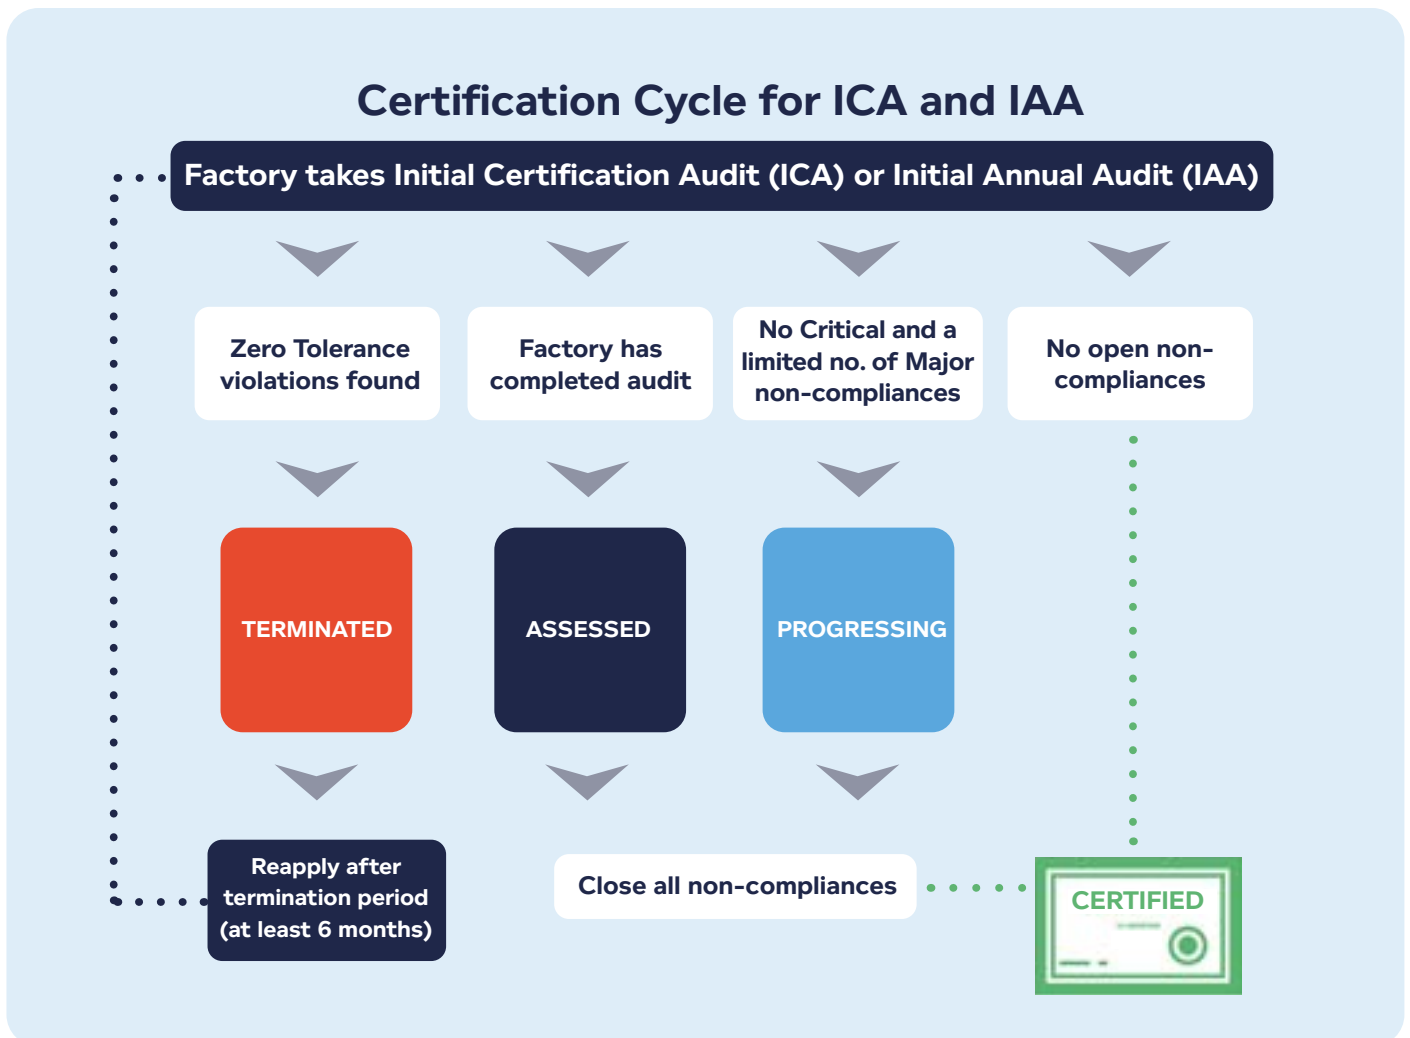 Certification Cycle for ICA and IAA
Factory takes Initial Certification Audit (ICA) or Initial Annual Audit (IAA)
Zero Tolerance
violations found
Factory has
completed audit
No Critical and a
limited no. of Major
non-compliances
No open non-
compliances
TERMINATED
ASSESSED
PROGRESSING
Reapply after
termination period
(at least 6 months)
Close all non-compliances
CERTIFIED